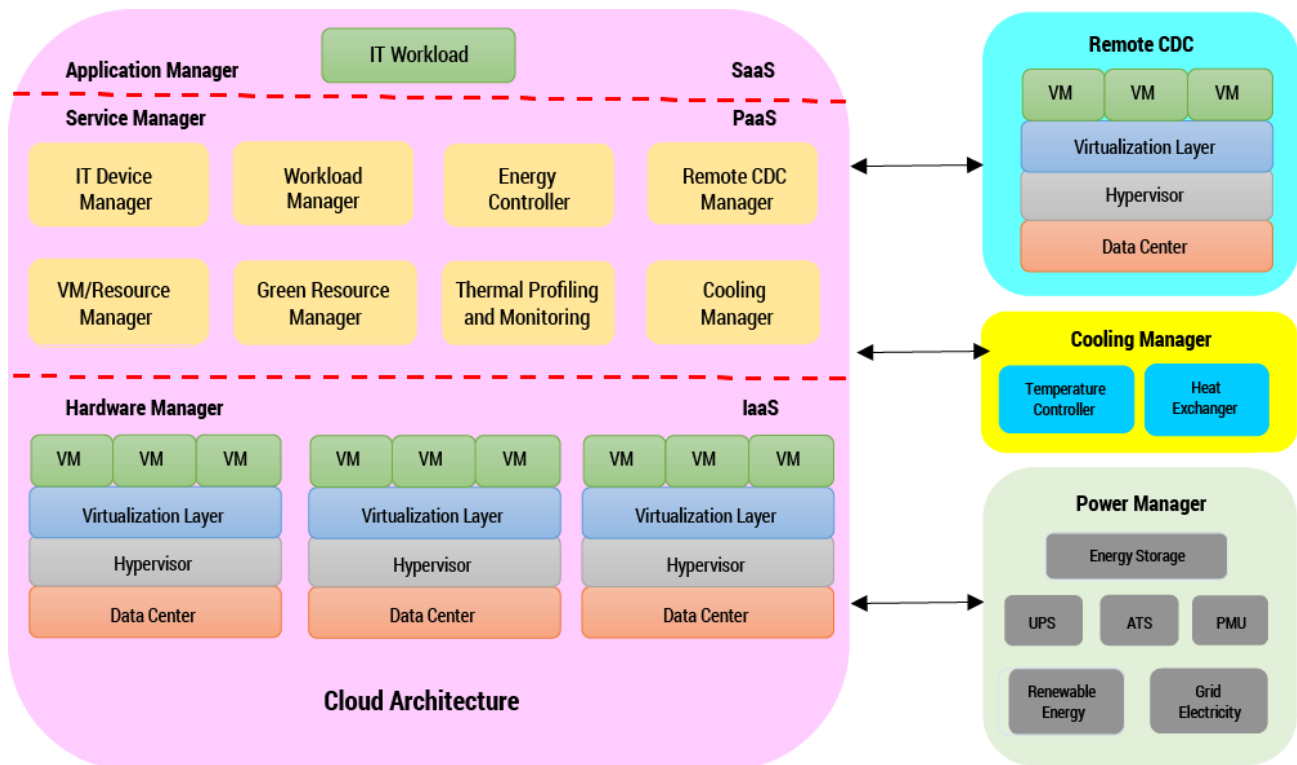 IT Workload
Application Manager
SaaS
Service Manager
PaaS
IT Device
Manager
Workload
Manager
Energy
Controller
Remote CDC
Manager
VM/Resource
Manager
Green Resource
Manager
Thermal Profiling
and Monitoring
Cooling
Manager
Hardware Manager
IaaS
VM VM VM
Virtualization Layer
Hypervisor
Data Center
VM VM VM
Virtualization Layer
Hypervisor
Data Center
VM VM VM
Virtualization Layer
Hypervisor
Data Center
Cloud Architecture
Remote CDC
VM VM VM
Virtualization Layer
Hypervisor
Data Center
Cooling Manager
Temperature
Controller
Heat
Exchanger
Power Manager
Energy Storage
UPS
ATS
PMU
Renewable
Energy
Grid
Electricity